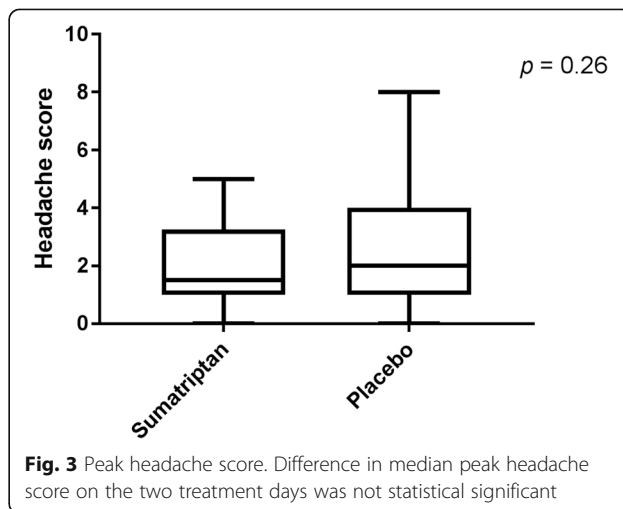 10
p = 0.26
8
6
4
2
0
Headache score
Sumatriptan
Placebo
Fig. 3 Peak headache score. Difference in median peak headache
score on the two treatment days was not statistical significant